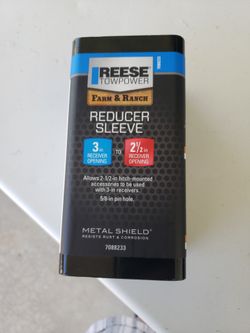 REESE
TOWPOWER
FARM & RANCH
REDUCER
SLEEVE
3 in
RECEIVER
OPENING
TO
2½ in
RECEIVER
OPENING
Allows 2-1/2-in hitch-mounted
accessories to be used
with 3-in receivers.
5/8-in pin hole.
METAL SHIELD®
RESISTS RUST & CORROSION
7088233